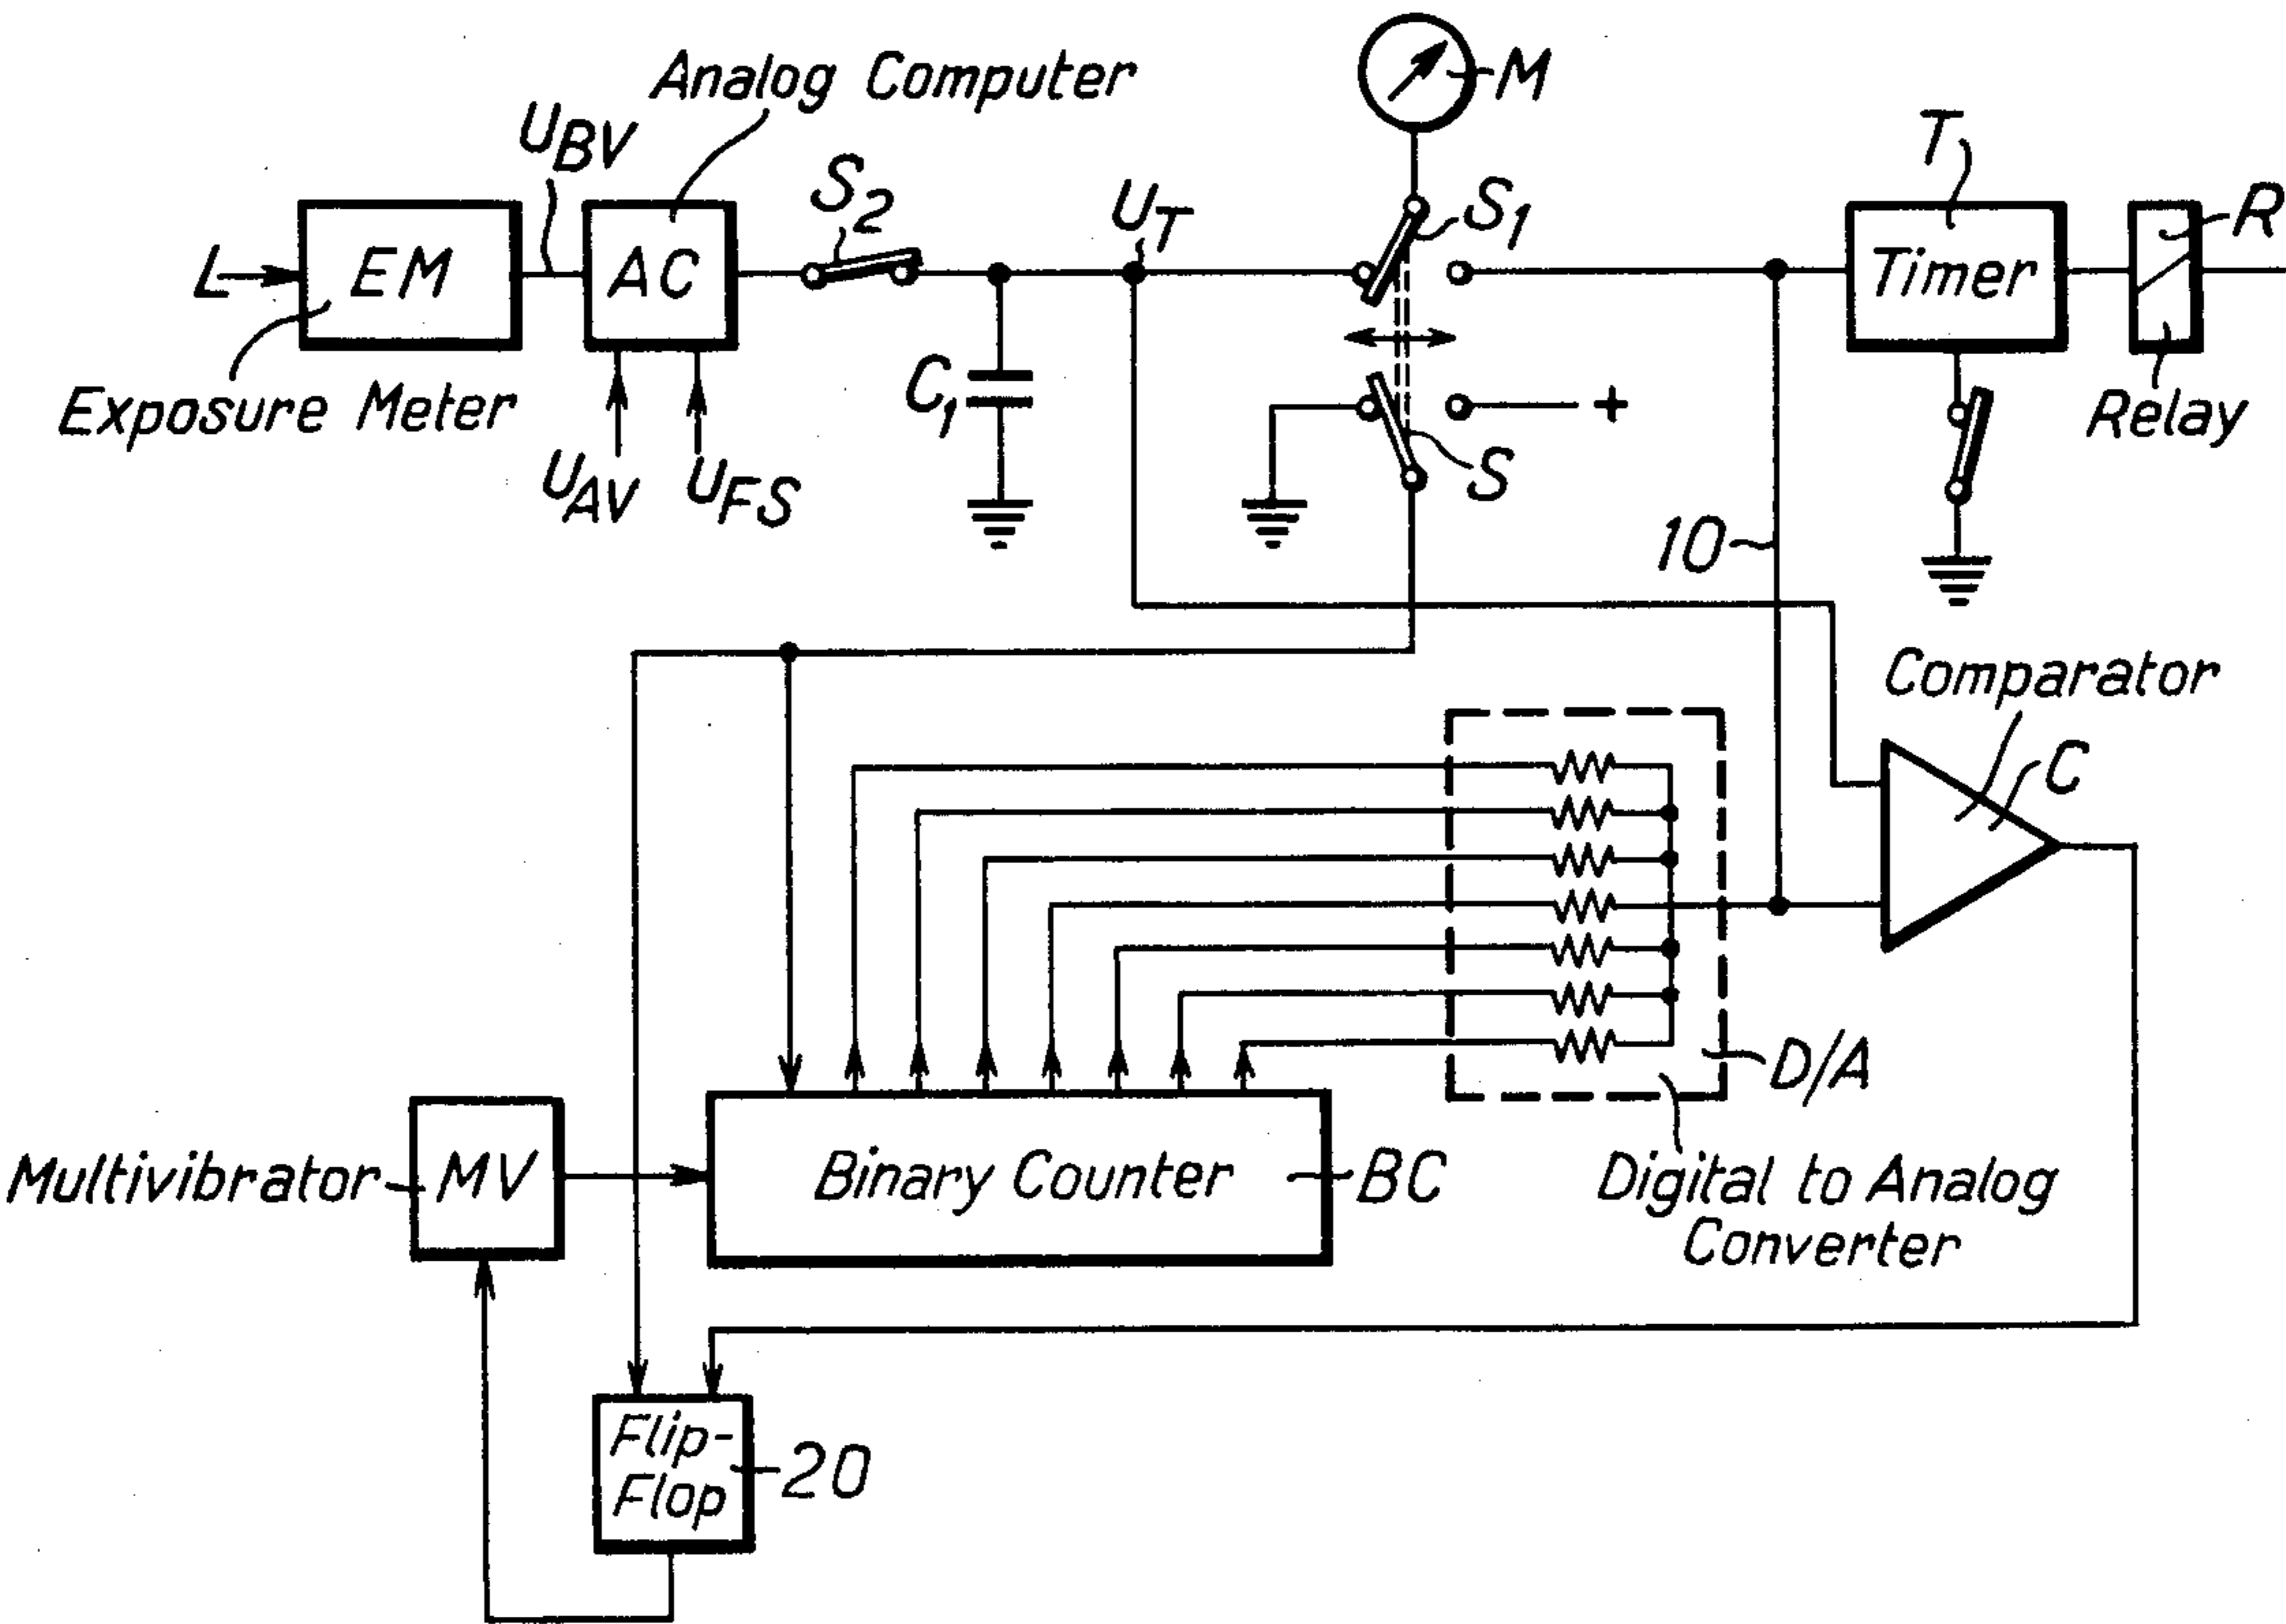 Analog Computer
M
U_BV
S_2
U_T
S_1
T
R
L
EM
AC
Timer
Exposure Meter
C_1
+
Relay
U_AV
U_FS
S
10
Comparator
C
D/A
Multivibrator
MV
Binary Counter
BC
Digital to Analog
Converter
Flip-
Flop
20